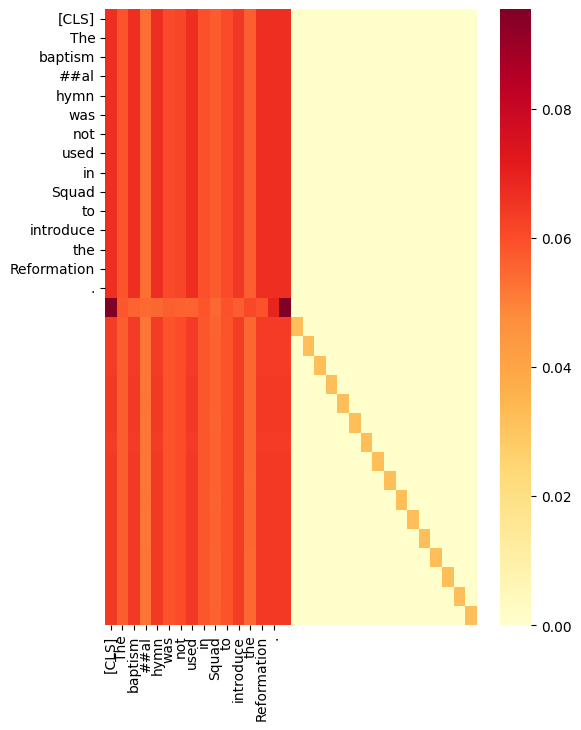 [CLS]
The
baptism
##al
hymn
was
not
used
in
Squad
to
introduce
the
Reformation
.
0.08
0.06
0.04
0.02
0.00
[CLS]
The
baptism
##al
hymn
was
not
used
in
Squad
to
introduce
the
Reformation
.